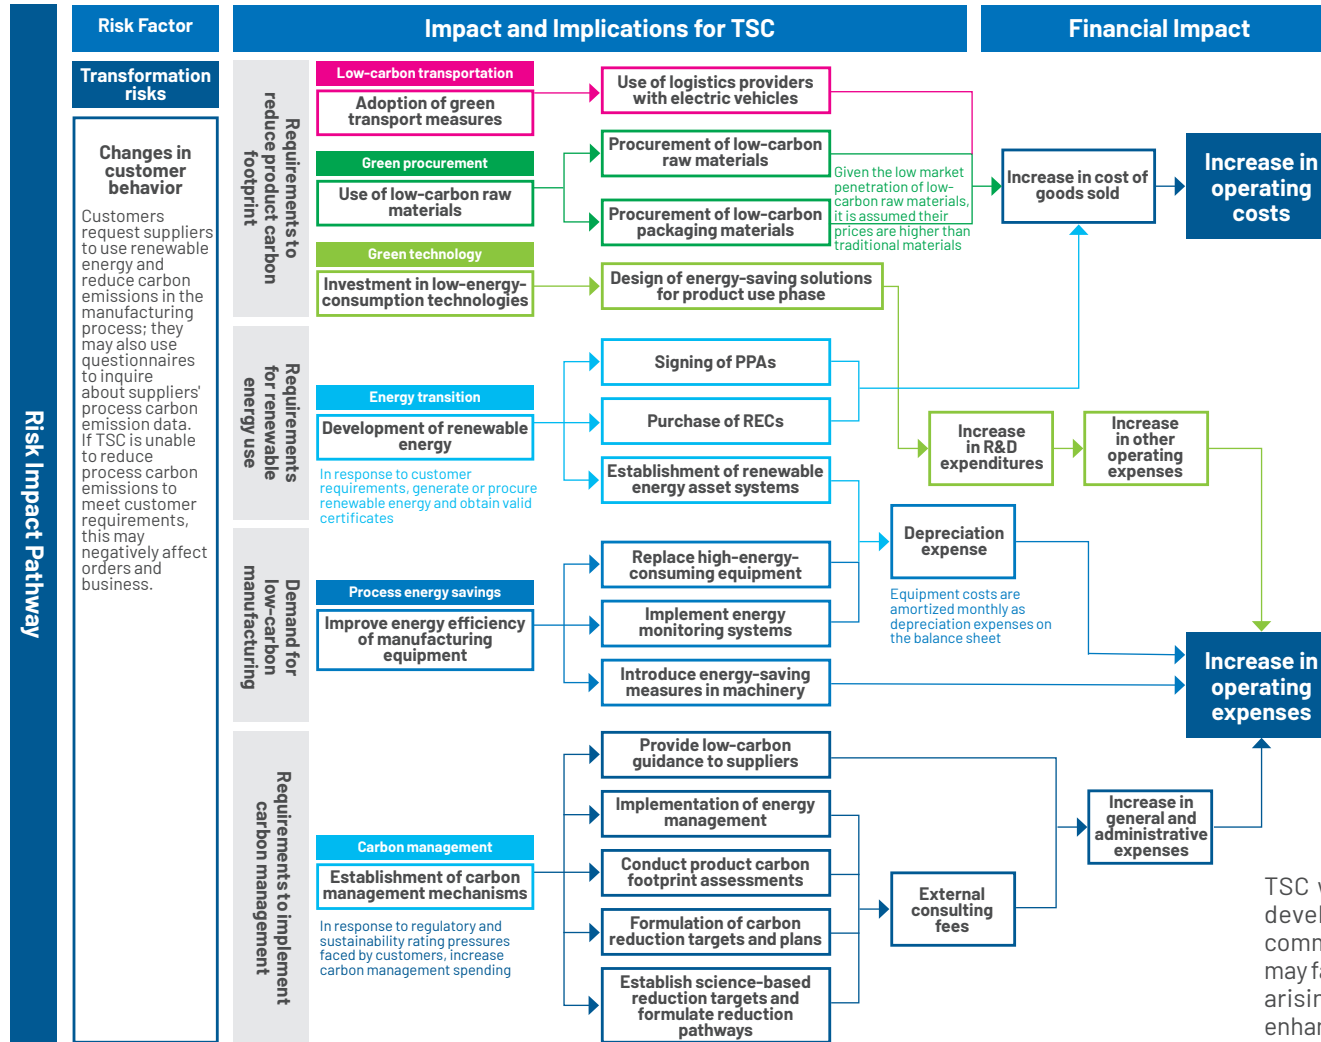 Risk Impact Pathway
Risk Factor
Impact and Implications for TSC
Financial Impact
Transformation
risks
Changes in
customer
behavior
Customers
request suppliers
to use renewable
energy and
reduce carbon
emissions in the
manufacturing
process; they
may also use
questionnaires
to inquire
about suppliers'
process carbon
emission data.
If TSC is unable
to reduce
process carbon
emissions to
meet customer
requirements,
this may
negatively affect
orders and
business.
Requirements to
reduce product carbon
footprint
Low-carbon transportation
Adoption of green
transport measures
Use of logistics providers
with electric vehicles
Green procurement
Use of low-carbon raw
materials
Procurement of low-carbon
raw materials
Procurement of low-carbon
packaging materials
Given the low market
penetration of low-
carbon raw materials,
it is assumed their
prices are higher than
traditional materials
Increase in cost of
goods sold
Increase in
operating
costs
Green technology
Investment in low-energy-
consumption technologies
Design of energy-saving solutions
for product use phase
Requirements
for renewable
energy use
Energy transition
Development of renewable
energy
In response to customer
requirements, generate or procure
renewable energy and obtain valid
certificates
Signing of PPAs
Purchase of RECs
Establishment of renewable
energy asset systems
Increase
in R&D
expenditures
Increase
in other
operating
expenses
Demand for
low-carbon
manufacturing
Process energy savings
Improve energy efficiency
of manufacturing
equipment
Replace high-energy-
consuming equipment
Implement energy
monitoring systems
Introduce energy-saving
measures in machinery
Depreciation
expense
Equipment costs are
amortized monthly as
depreciation expenses on
the balance sheet
Increase in
operating
expenses
Requirements to implement
carbon management
Carbon management
Establishment of carbon
management mechanisms
In response to regulatory and
sustainability rating pressures
faced by customers, increase
carbon management spending
Provide low-carbon
guidance to suppliers
Implementation of energy
management
Conduct product carbon
footprint assessments
Formulation of carbon
reduction targets and plans
Establish science-based
reduction targets and
formulate reduction
pathways
External
consulting
fees
Increase in
general and
administrative
expenses
TSC
may